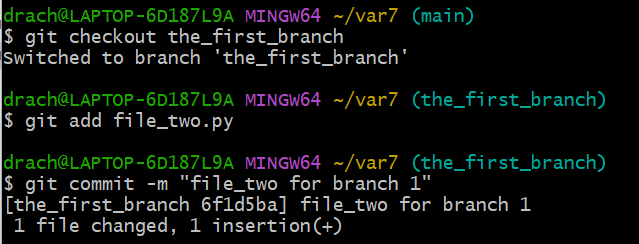 drach@LAPTOP-6D187L9A MINGW64 ~/var7 (main)
$ git checkout the_first_branch
Switched to branch 'the_first_branch'
drach@LAPTOP-6D187L9A MINGW64 ~/var7 (the_first_branch)
$ git add file_two.py
drach@LAPTOP-6D187L9A MINGW64 ~/var7 (the_first_branch)
$ git commit -m "file_two for branch 1"
[the_first_branch 6f1d5ba] file_two for branch 1
 1 file changed, 1 insertion(+)